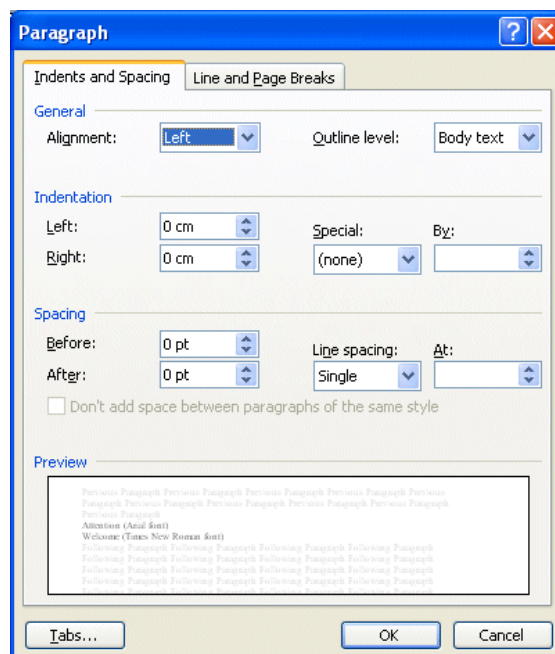 Paragraph
Indents and Spacing Line and Page Breaks
General
Alignment: Left Outline level: Body text
Indentation
Left: 0 cm Special: By:
Right: 0 cm (none)
Spacing
Before: 0 pt Line spacing: At:
After: 0 pt Single
Don't add space between paragraphs of the same style
Preview
Previous Paragraph Previous Paragraph Previous Paragraph Previous Paragraph Previous
Paragraph Previous Paragraph Previous Paragraph Previous Paragraph Previous Paragraph
Previous Paragraph
Attention (Arial font)
Welcome (Times New Roman font)
Following Paragraph Following Paragraph Following Paragraph Following Paragraph
Following Paragraph Following Paragraph Following Paragraph Following Paragraph
Following Paragraph Following Paragraph Following Paragraph Following Paragraph
Following Paragraph Following Paragraph Following Paragraph Following Paragraph
Tabs... OK Cancel